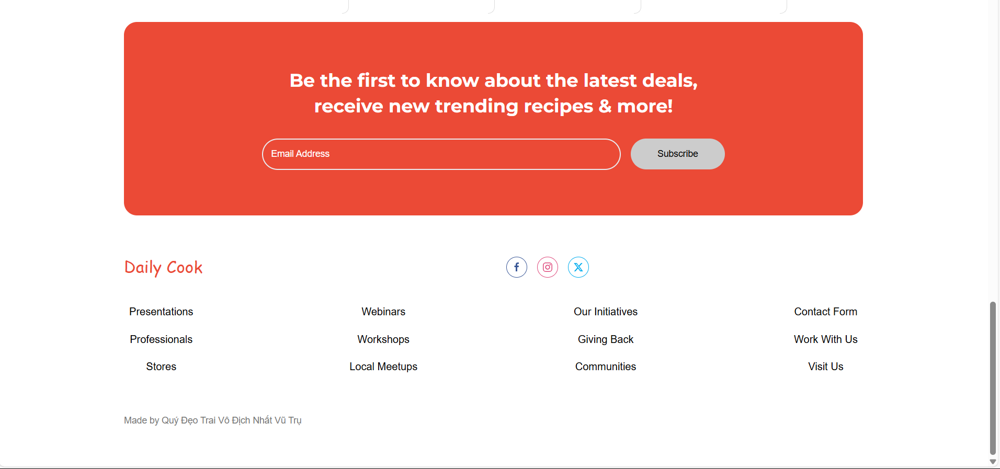 Be the first to know about the latest deals,
receive new trending recipes & more!
Email Address
Subscribe
Daily Cook
Presentations
Webinars
Our Initiatives
Contact Form
Professionals
Workshops
Giving Back
Work With Us
Stores
Local Meetups
Communities
Visit Us
Made by Quý Đẹo Trai Vô Địch Nhất Vũ Trụ